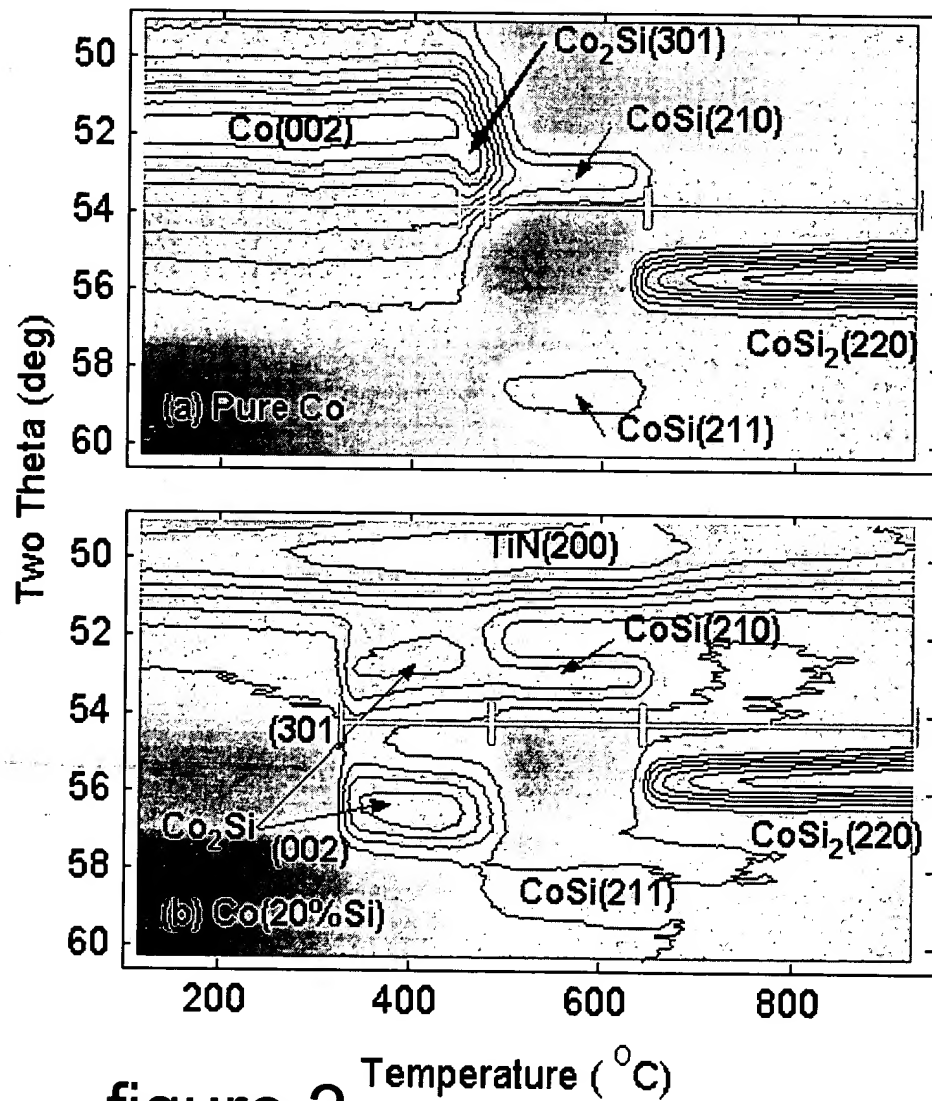 50
52
54
56
58
60
Co₂Si(301)
Co(002)
CoSi(210)
CoSi₂(220)
CoSi(211)
(a) Pure Co
Two Theta (deg)
50
52
54
56
58
60
TiN(200)
CoSi(210)
(301
Co₂Si
(002)
CoSi₂(220)
CoSi(211)
(b) Co(20%Si)
200
400
600
800
Temperature (°C)